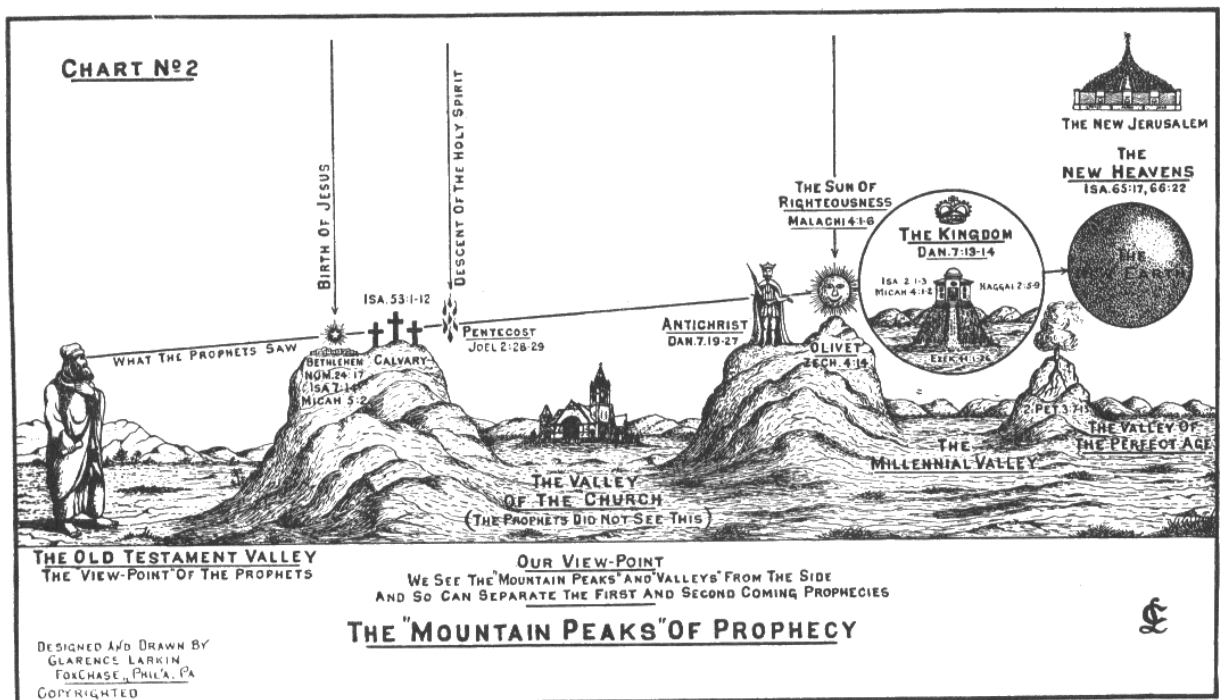 CHART Nº 2
BIRTH OF JESUS
DESCENT OF THE HOLY SPIRIT
THE NEW JERUSALEM
THE
NEW HEAVENS
ISA. 65:17, 66:22
THE SUN OF
RIGHTEOUSNESS
MALACHI 4:1-6
THE KINGDOM
DAN. 7:13-14
ISA 2 1-3
MICAH 4:1-2
HAGGAI 2:5-9
THE
EARTH
ISA. 53:1-12
PENTECOST
JOEL 2:28-29
ANTICHRIST
DAN. 7.19-27
OLIVET
ZECH. 4:14
WHAT THE PROPHETS SAW
BETHLEHEM
NUM. 24:17
ISA 7:14
MICAH 5:2
CALVARY
2. PET. 3:7-13
THE VALLEY OF
THE PERFECT AGE
THE
MILLENNIAL VALLEY
THE VALLEY
OF THE CHURCH
(THE PROPHETS DID NOT SEE THIS)
THE OLD TESTAMENT VALLEY
THE "VIEW-POINT" OF THE PROPHETS
OUR VIEW-POINT
WE SEE THE "MOUNTAIN PEAKS" AND "VALLEYS" FROM THE SIDE
AND SO CAN SEPARATE THE FIRST AND SECOND COMING PROPHECIES
THE "MOUNTAIN PEAKS" OF PROPHECY
DESIGNED AND DRAWN BY
CLARENCE LARKIN
FOXCHASE, PHIL'A. PA
COPYRIGHTED